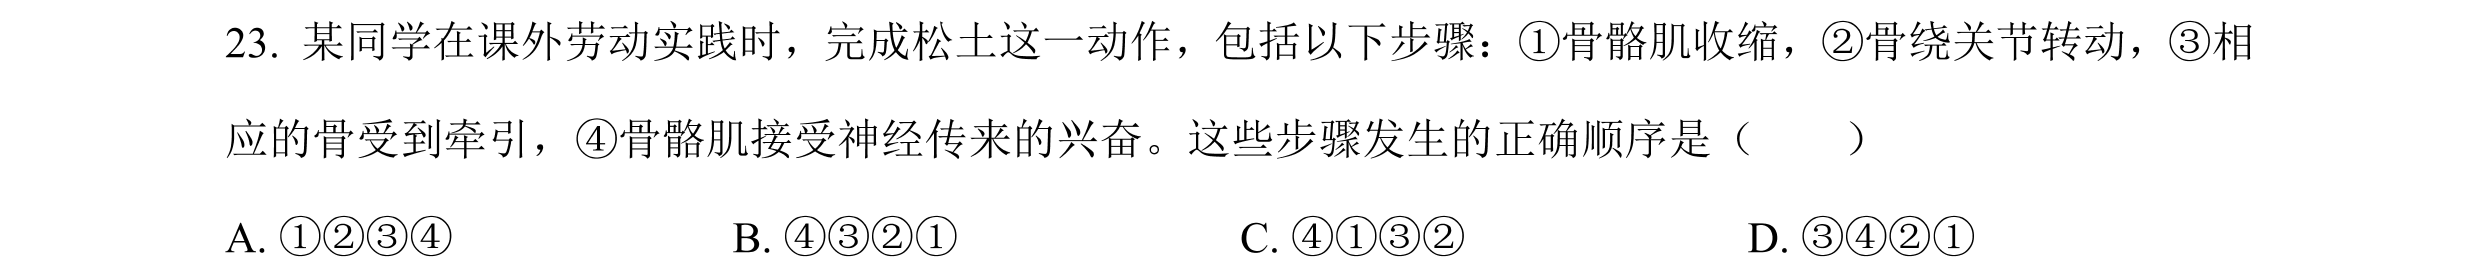 23. 某同学在课外劳动实践时，完成松土这一动作，包括以下步骤：①骨骼肌收缩，②骨绕关节转动，③相
应的骨受到牵引，④骨骼肌接受神经传来的兴奋。这些步骤发生的正确顺序是（　　）
A. ①②③④ B. ④③②① C. ④①③② D. ③④②①